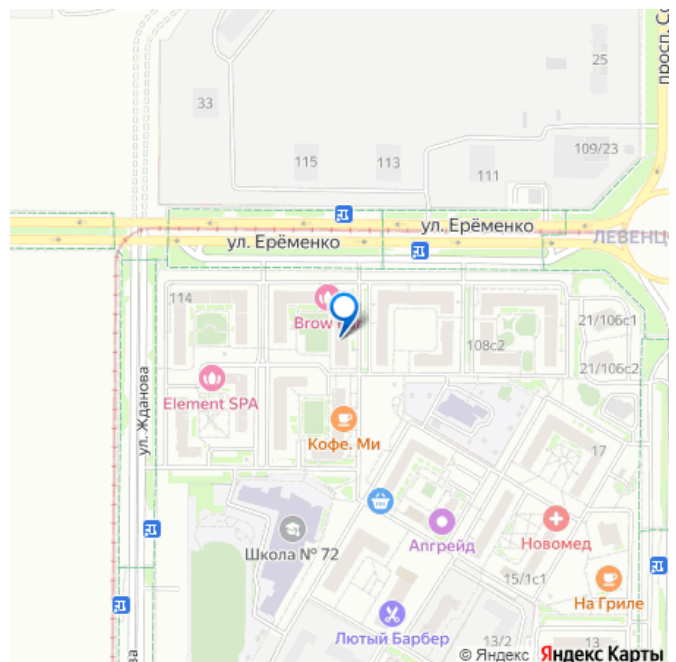 просп. Со
25
33
109/23
115
113
111
ул. Ерёменко
ул. Ерёменко
ЛЕВЕНЦ
114
Brow
21/106с1
108с2
21/106с2
ул. Жданова
Element SPA
Кофе. Ми
17
Школа № 72
Апгрейд
Новомед
15/1с1
На Гриле
Лютый Барбер
13/2
13
ва
© Яндекс Яндекс Карты